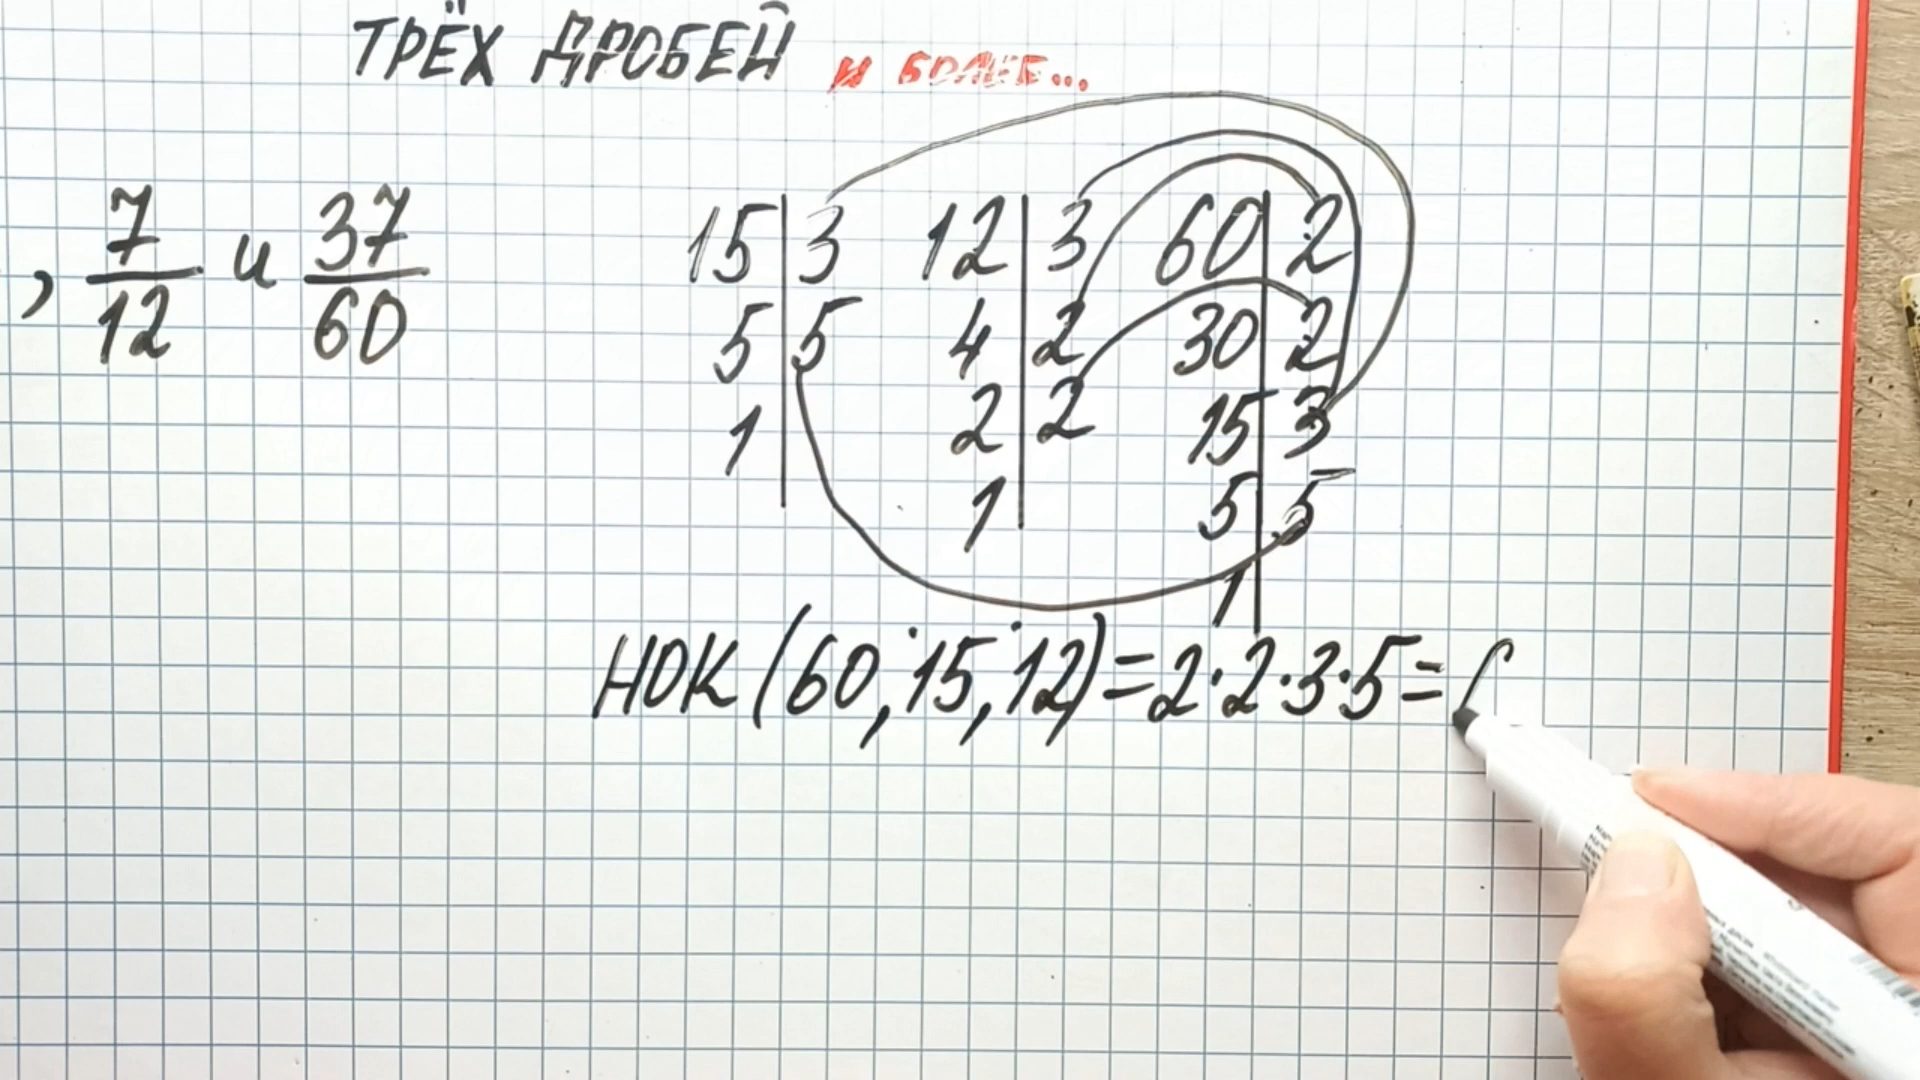 ТРЁХ ДРОБЕЙ и более...
, 7/12 и 37/60
15 | 3 12 | 3 60 | 2
5 | 5 4 | 2 30 | 2
1 | 2 | 2 15 | 3
1 | 5 | 5
1 |
НОК (60, 15, 12) = 2·2·3·5 =